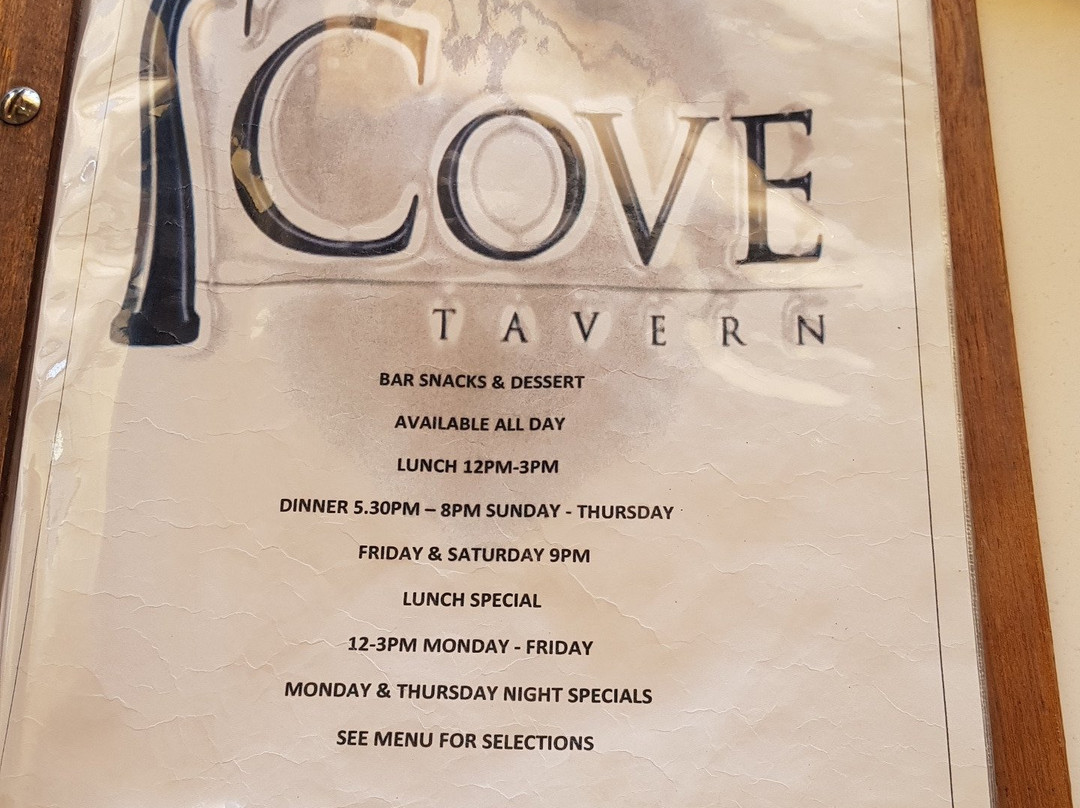 COVE
TAVERN
BAR SNACKS & DESSERT
AVAILABLE ALL DAY
LUNCH 12PM-3PM
DINNER 5.30PM – 8PM SUNDAY - THURSDAY
FRIDAY & SATURDAY 9PM
LUNCH SPECIAL
12-3PM MONDAY - FRIDAY
MONDAY & THURSDAY NIGHT SPECIALS
SEE MENU FOR SELECTIONS